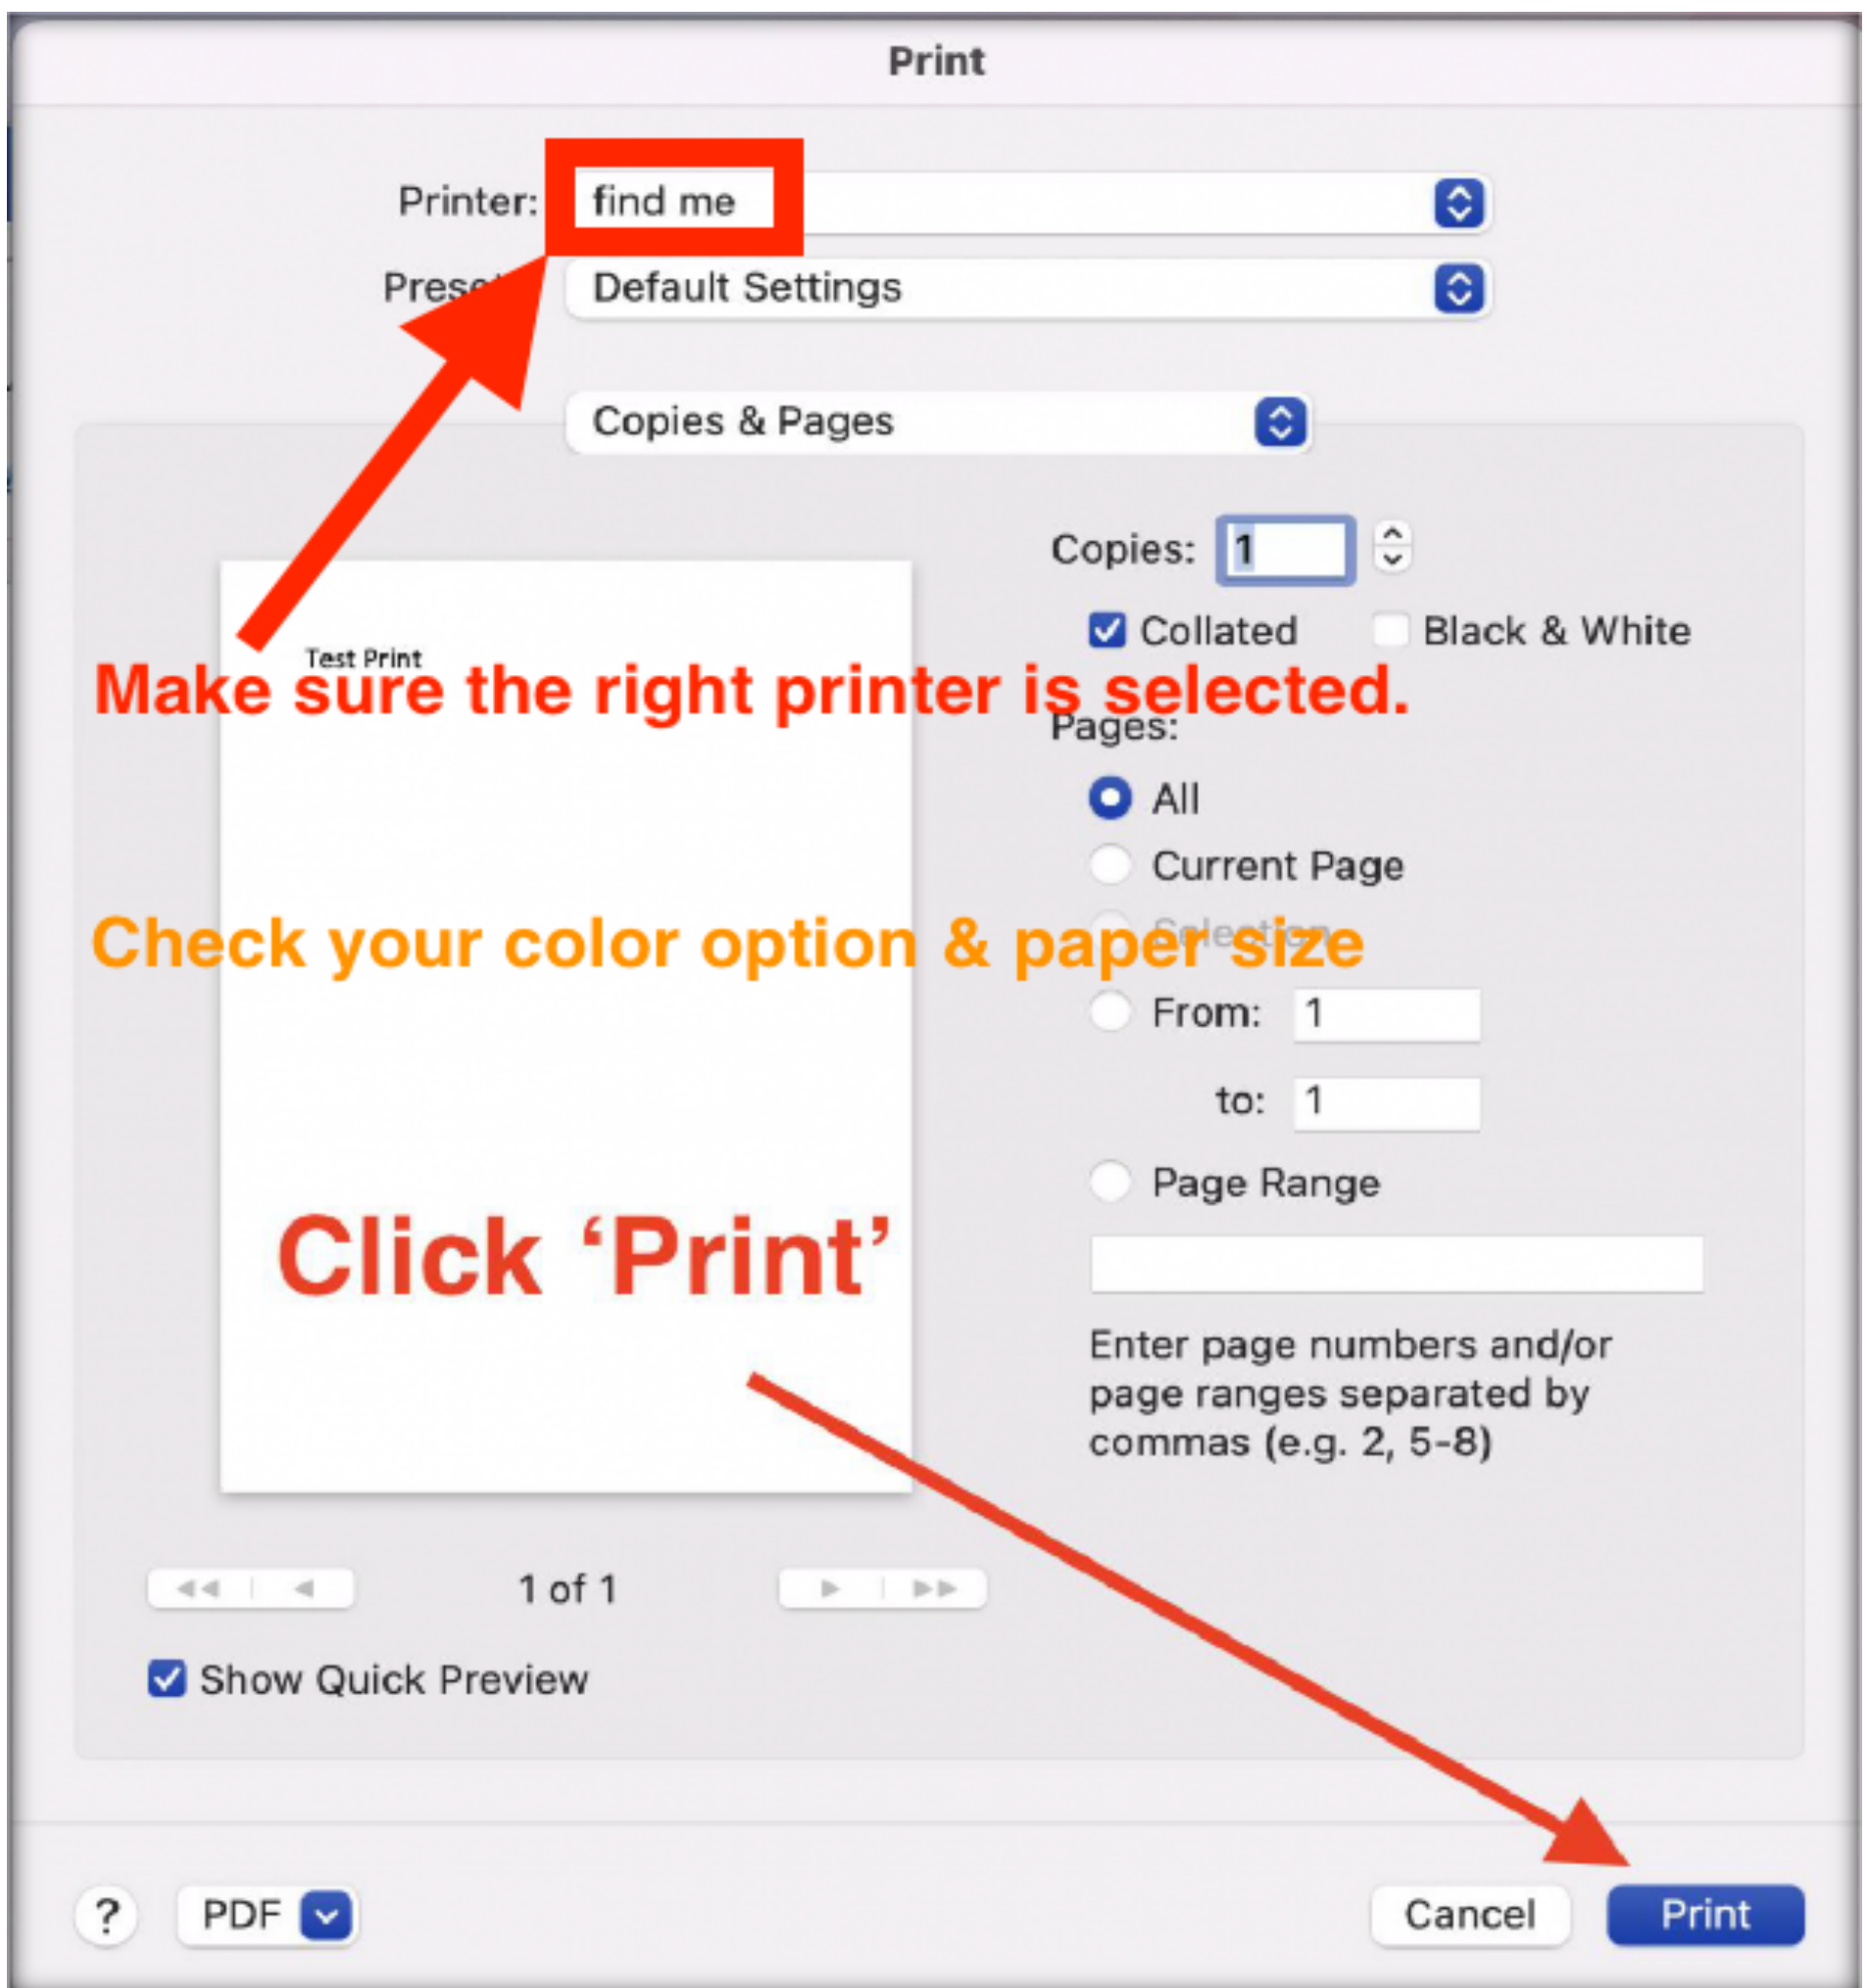 Print
Printer: find me
Prese Default Settings
Copies & Pages
Copies: 1
Collated Black & White
Test Print
Make sure the right printer is selected.
Pages:
All
Current Page
Check your color option & paper size
Selection
From: 1
to: 1
Page Range
Click ‘Print’
Enter page numbers and/or
page ranges separated by
commas (e.g. 2, 5-8)
1 of 1
Show Quick Preview
? PDF Cancel Print